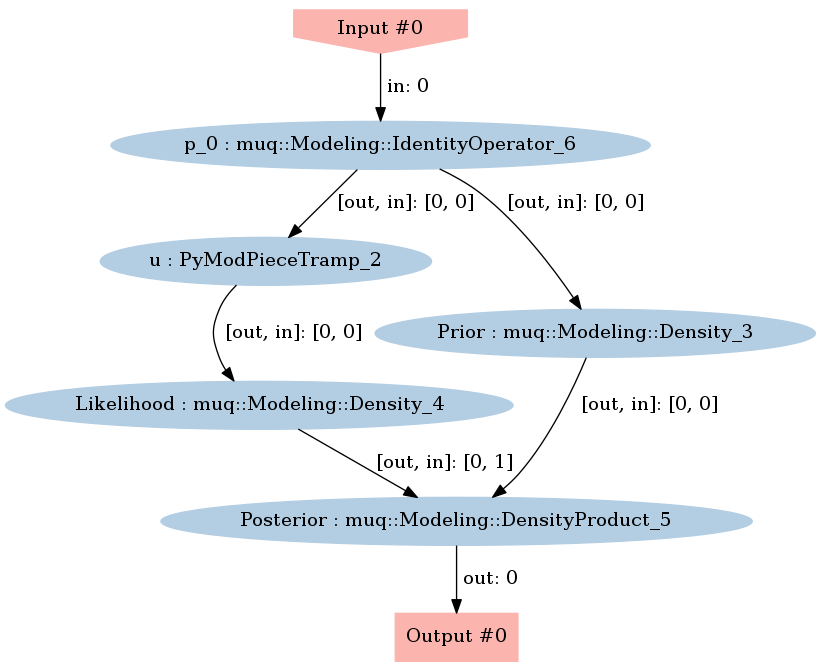 Input #0
in: 0
p_0 : muq::Modeling::IdentityOperator_6
[out, in]: [0, 0]
[out, in]: [0, 0]
u : PyModPieceTramp_2
[out, in]: [0, 0]
Prior : muq::Modeling::Density_3
Likelihood : muq::Modeling::Density_4
[out, in]: [0, 0]
[out, in]: [0, 1]
Posterior : muq::Modeling::DensityProduct_5
out: 0
Output #0